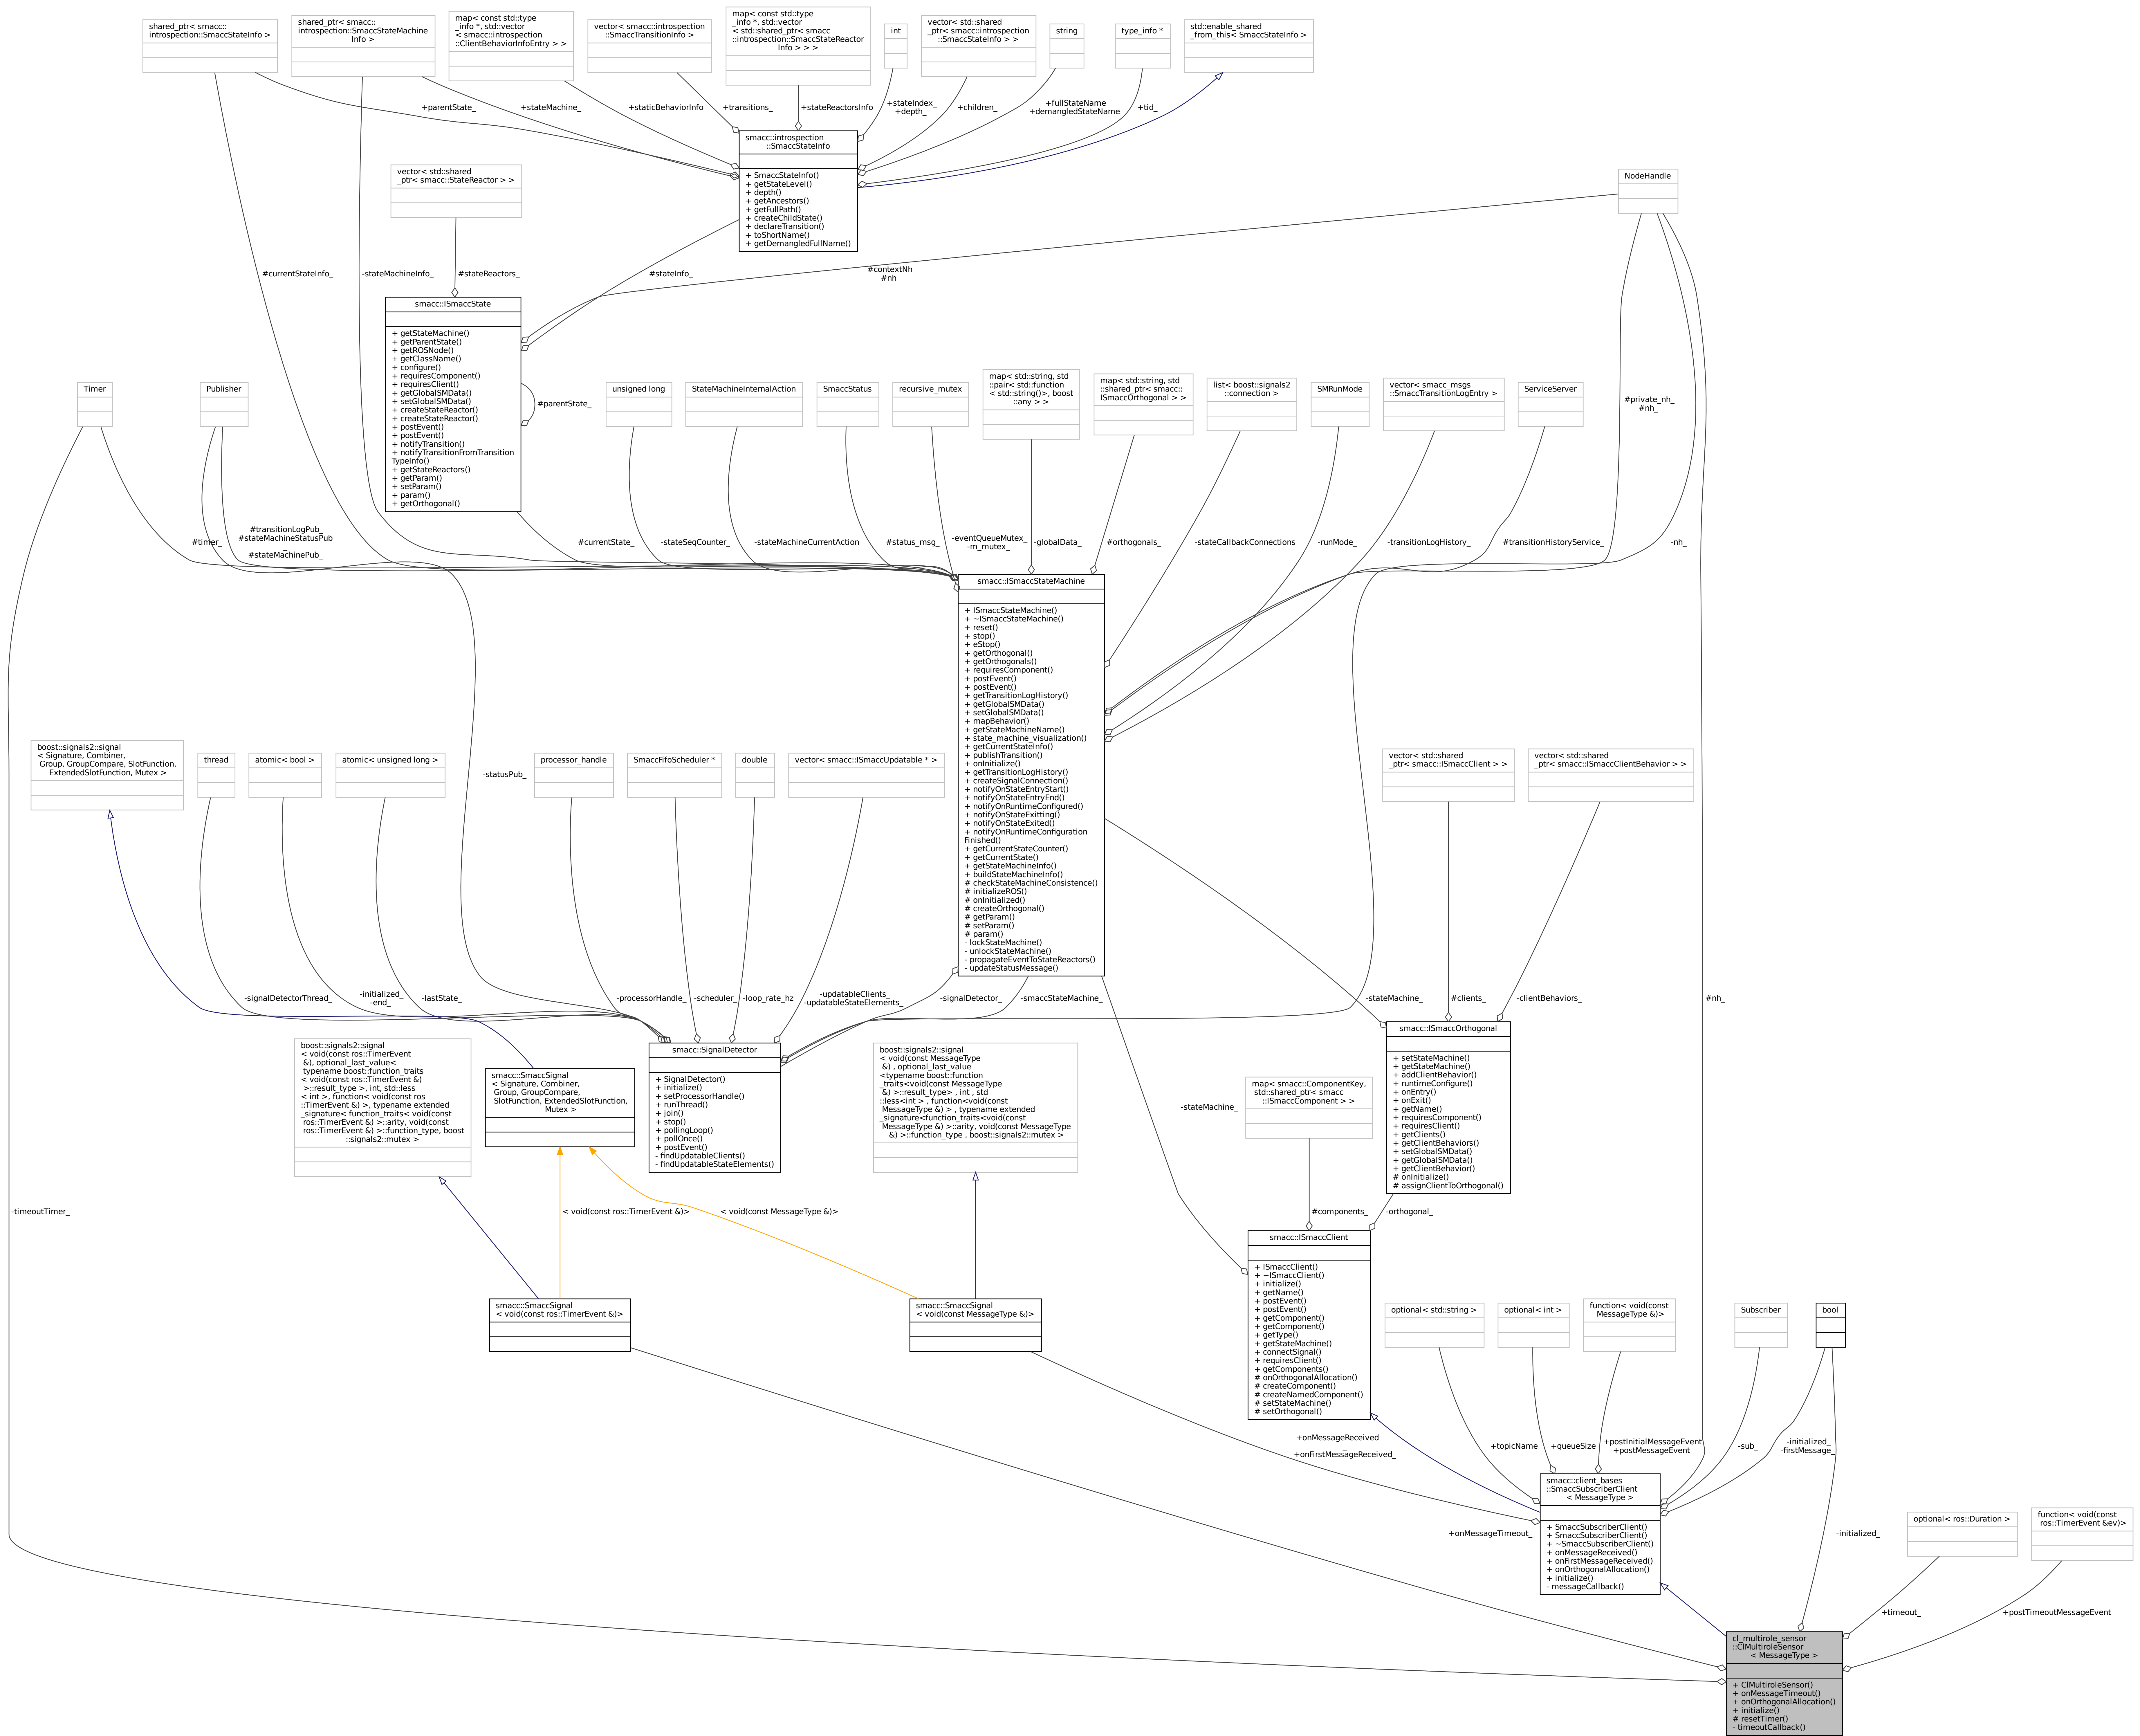 shared_ptr< smacc::
introspection::SmaccStateInfo >
shared_ptr< smacc::
introspection::SmaccStateMachine
Info >
map< const std::type
_info *, std::vector
< smacc::introspection
::ClientBehaviorInfoEntry > >
vector< smacc::introspection
::SmaccTransitionInfo >
map< const std::type
_info *, std::vector
< std::shared_ptr< smacc
::introspection::SmaccStateReactor
Info > > >
int
vector< std::shared
_ptr< smacc::introspection
::SmaccStateInfo > >
string
type_info *
std::enable_shared
_from_this< SmaccStateInfo >
+parentState_
+stateMachine_
+staticBehaviorInfo
+transitions_
+stateReactorsInfo
+stateIndex_
+depth_
+children_
+fullStateName
+demangledStateName
+tid_
smacc::introspection
::SmaccStateInfo
+ SmaccStateInfo()
+ getStateLevel()
+ depth()
+ getAncestors()
+ getFullPath()
+ createChildState()
+ declareTransition()
+ toShortName()
+ getDemangledFullName()
vector< std::shared
_ptr< smacc::StateReactor > >
NodeHandle
#currentStateInfo_
-stateMachineInfo_
#stateReactors_
#stateInfo_
#contextNh
#nh
smacc::ISmaccState
+ getStateMachine()
+ getParentState()
+ getROSNode()
+ getClassName()
+ configure()
+ requiresComponent()
+ requiresClient()
+ getGlobalSMData()
+ setGlobalSMData()
+ createStateReactor()
+ createStateReactor()
+ postEvent()
+ postEvent()
+ notifyTransition()
+ notifyTransitionFromTransition
TypeInfo()
+ getStateReactors()
+ getParam()
+ setParam()
+ param()
+ getOrthogonal()
#parentState_
Timer
Publisher
unsigned long
StateMachineInternalAction
SmaccStatus
recursive_mutex
map< std::string, std
::pair< std::function
< std::string()>, boost
::any > >
map< std::string, std
::shared_ptr< smacc::
ISmaccOrthogonal > >
list< boost::signals2
::connection >
SMRunMode
vector< smacc_msgs
::SmaccTransitionLogEntry >
ServiceServer
#private_nh_
#nh_
#timer_
#transitionLogPub_
#stateMachineStatusPub
_
#stateMachinePub_
#currentState_
-stateSeqCounter_
-stateMachineCurrentAction
#status_msg_
-eventQueueMutex_
-m_mutex_
-globalData_
#orthogonals_
-stateCallbackConnections
-runMode_
-transitionLogHistory_
#transitionHistoryService_
-nh_
smacc::ISmaccStateMachine
+ ISmaccStateMachine()
+ ~ISmaccStateMachine()
+ reset()
+ stop()
+ eStop()
+ getOrthogonal()
+ getOrthogonals()
+ requiresComponent()
+ postEvent()
+ postEvent()
+ getTransitionLogHistory()
+ getGlobalSMData()
+ setGlobalSMData()
+ mapBehavior()
+ getStateMachineName()
+ state_machine_visualization()
+ getCurrentStateInfo()
+ publishTransition()
+ onInitialize()
+ getTransitionLogHistory()
+ createSignalConnection()
+ notifyOnStateEntryStart()
+ notifyOnStateEntryEnd()
+ notifyOnRuntimeConfigured()
+ notifyOnStateExitting()
+ notifyOnStateExited()
+ notifyOnRuntimeConfiguration
Finished()
+ getCurrentStateCounter()
+ getCurrentState()
+ getStateMachineInfo()
+ buildStateMachineInfo()
# checkStateMachineConsistence()
# initializeROS()
# onInitialized()
# createOrthogonal()
# getParam()
# setParam()
# param()
- lockStateMachine()
- unlockStateMachine()
- propagateEventToStateReactors()
- updateStatusMessage()
boost::signals2::signal
< Signature, Combiner,
Group, GroupCompare, SlotFunction,
ExtendedSlotFunction, Mutex >
thread
atomic< bool >
atomic< unsigned long >
-statusPub_
processor_handle
SmaccFifoScheduler *
double
vector< smacc::ISmaccUpdatable * >
vector< std::shared
_ptr< smacc::ISmaccClient > >
vector< std::shared
_ptr< smacc::ISmaccClientBehavior > >
-signalDetectorThread_
-initialized_
-end_
-lastState_
-processorHandle_
-scheduler_
-loop_rate_hz
-updatableClients_
-updatableStateElements_
-signalDetector_
-smaccStateMachine_
-stateMachine_
#clients_
-clientBehaviors_
#nh_
smacc::SignalDetector
+ SignalDetector()
+ initialize()
+ setProcessorHandle()
+ runThread()
+ join()
+ stop()
+ pollingLoop()
+ pollOnce()
+ postEvent()
- findUpdatableClients()
- findUpdatableStateElements()
smacc::ISmaccOrthogonal
+ setStateMachine()
+ getStateMachine()
+ addClientBehavior()
+ runtimeConfigure()
+ onEntry()
+ onExit()
+ getName()
+ requiresComponent()
+ requiresClient()
+ getClients()
+ getClientBehaviors()
+ setGlobalSMData()
+ getGlobalSMData()
+ getClientBehavior()
# onInitialize()
# assignClientToOrthogonal()
boost::signals2::signal
< void(const ros::TimerEvent
&), optional_last_value<
typename boost::function_traits
< void(const ros::TimerEvent &)
>::result_type >, int, std::less
< int >, function< void(const ros
::TimerEvent &) >, typename extended
_signature< function_traits< void(const
ros::TimerEvent &) >::arity, void(const
ros::TimerEvent &) >::function_type, boost
::signals2::mutex >
smacc::SmaccSignal
< Signature, Combiner,
Group, GroupCompare,
SlotFunction, ExtendedSlotFunction,
Mutex >
boost::signals2::signal
< void(const MessageType
&) , optional_last_value
<typename boost::function
_traits<void(const MessageType
&) >::result_type> , int , std
::less<int > , function<void(const
MessageType &) > , typename extended
_signature<function_traits<void(const
MessageType &) >::arity, void(const MessageType
&) >::function_type , boost::signals2::mutex >
map< smacc::ComponentKey,
std::shared_ptr< smacc
::ISmaccComponent > >
-stateMachine_
-timeoutTimer_
< void(const ros::TimerEvent &)>
< void(const MessageType &)>
#components_
-orthogonal_
smacc::ISmaccClient
+ ISmaccClient()
+ ~ISmaccClient()
+ initialize()
+ getName()
+ postEvent()
+ postEvent()
+ getComponent()
+ getComponent()
+ getType()
+ getStateMachine()
+ connectSignal()
+ requiresClient()
+ getComponents()
# onOrthogonalAllocation()
# createComponent()
# createNamedComponent()
# setStateMachine()
# setOrthogonal()
smacc::SmaccSignal
< void(const ros::TimerEvent &)>
smacc::SmaccSignal
< void(const MessageType &)>
optional< std::string >
optional< int >
function< void(const
MessageType &)>
Subscriber
bool
+onMessageReceived
_
+onFirstMessageReceived_
+topicName
+queueSize
+postInitialMessageEvent
+postMessageEvent
-sub_
-initialized_
-firstMessage_
smacc::client_bases
::SmaccSubscriberClient
< MessageType >
+ SmaccSubscriberClient()
+ SmaccSubscriberClient()
+ ~SmaccSubscriberClient()
+ onMessageReceived()
+ onFirstMessageReceived()
+ onOrthogonalAllocation()
+ initialize()
- messageCallback()
+onMessageTimeout_
-initialized_
optional< ros::Duration >
function< void(const
ros::TimerEvent &ev)>
+timeout_
+postTimeoutMessageEvent
cl_multirole_sensor
::ClMultiroleSensor
< MessageType >
+ ClMultiroleSensor()
+ onMessageTimeout()
+ onOrthogonalAllocation()
+ initialize()
# resetTimer()
- timeoutCallback()